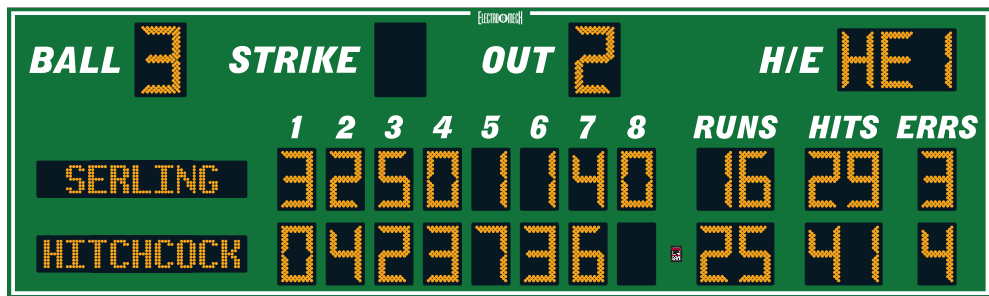 ELECTRO-MECH
BALL 3 STRIKE OUT 2 H/E HE 1
1 2 3 4 5 6 7 8 RUNS HITS ERRS
SERLING 3 2 5 0 1 1 4 0 16 29 3
HITCHCOCK 0 4 2 3 7 3 6 25 41 4